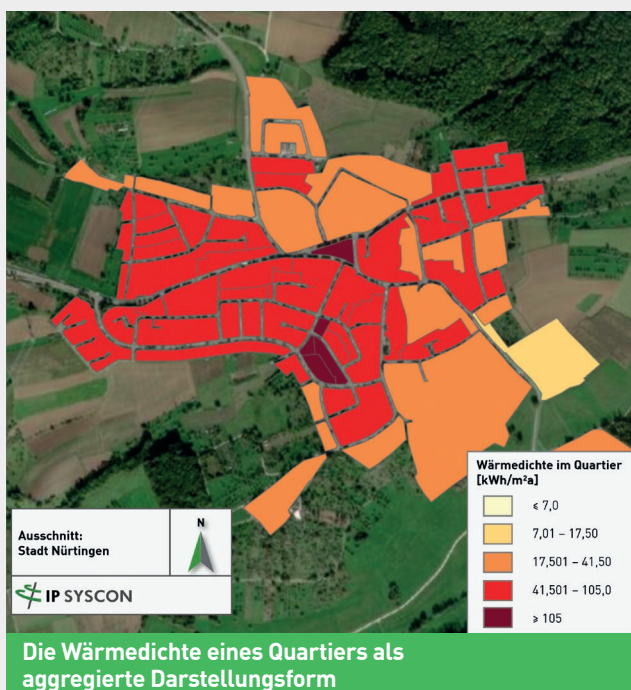 Wärmedichte im Quartier
[kWh/m²a]
≤ 7,0
7,01 – 17,50
17,501 – 41,50
41,501 – 105,0
≥ 105
Ausschnitt:
Stadt Nürtingen
N
IP SYSCON
Die Wärmedichte eines Quartiers als
aggregierte Darstellungsform